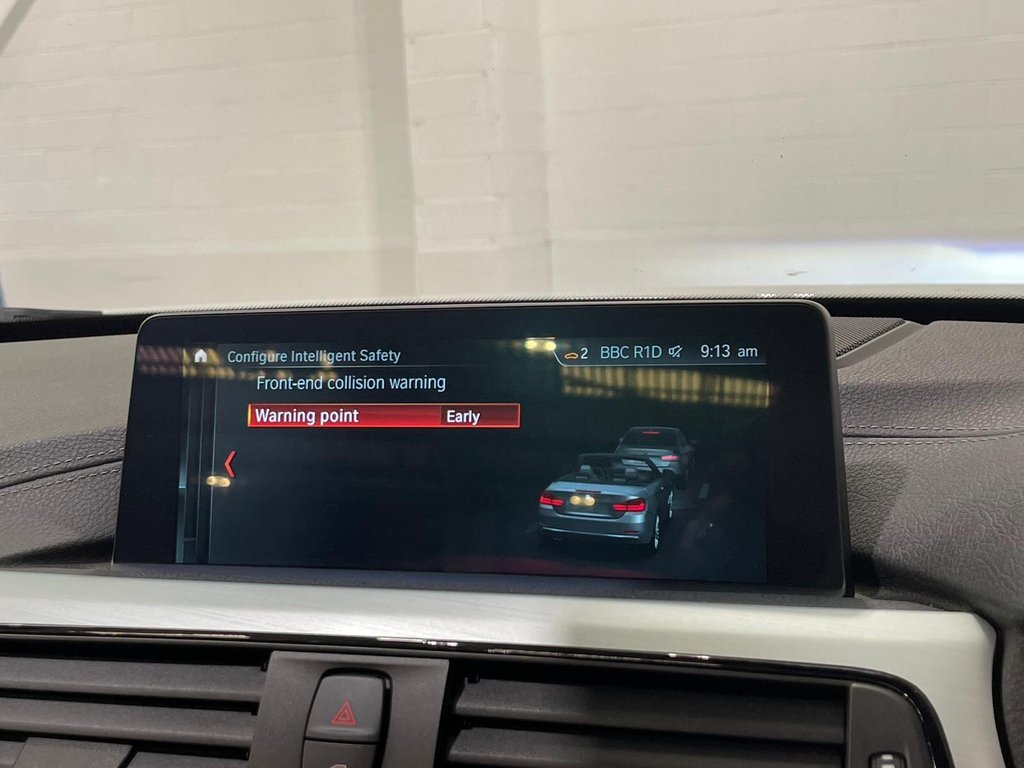 Configure Intelligent Safety 2 BBC R1D 9:13 am
Front-end collision warning
Warning point Early